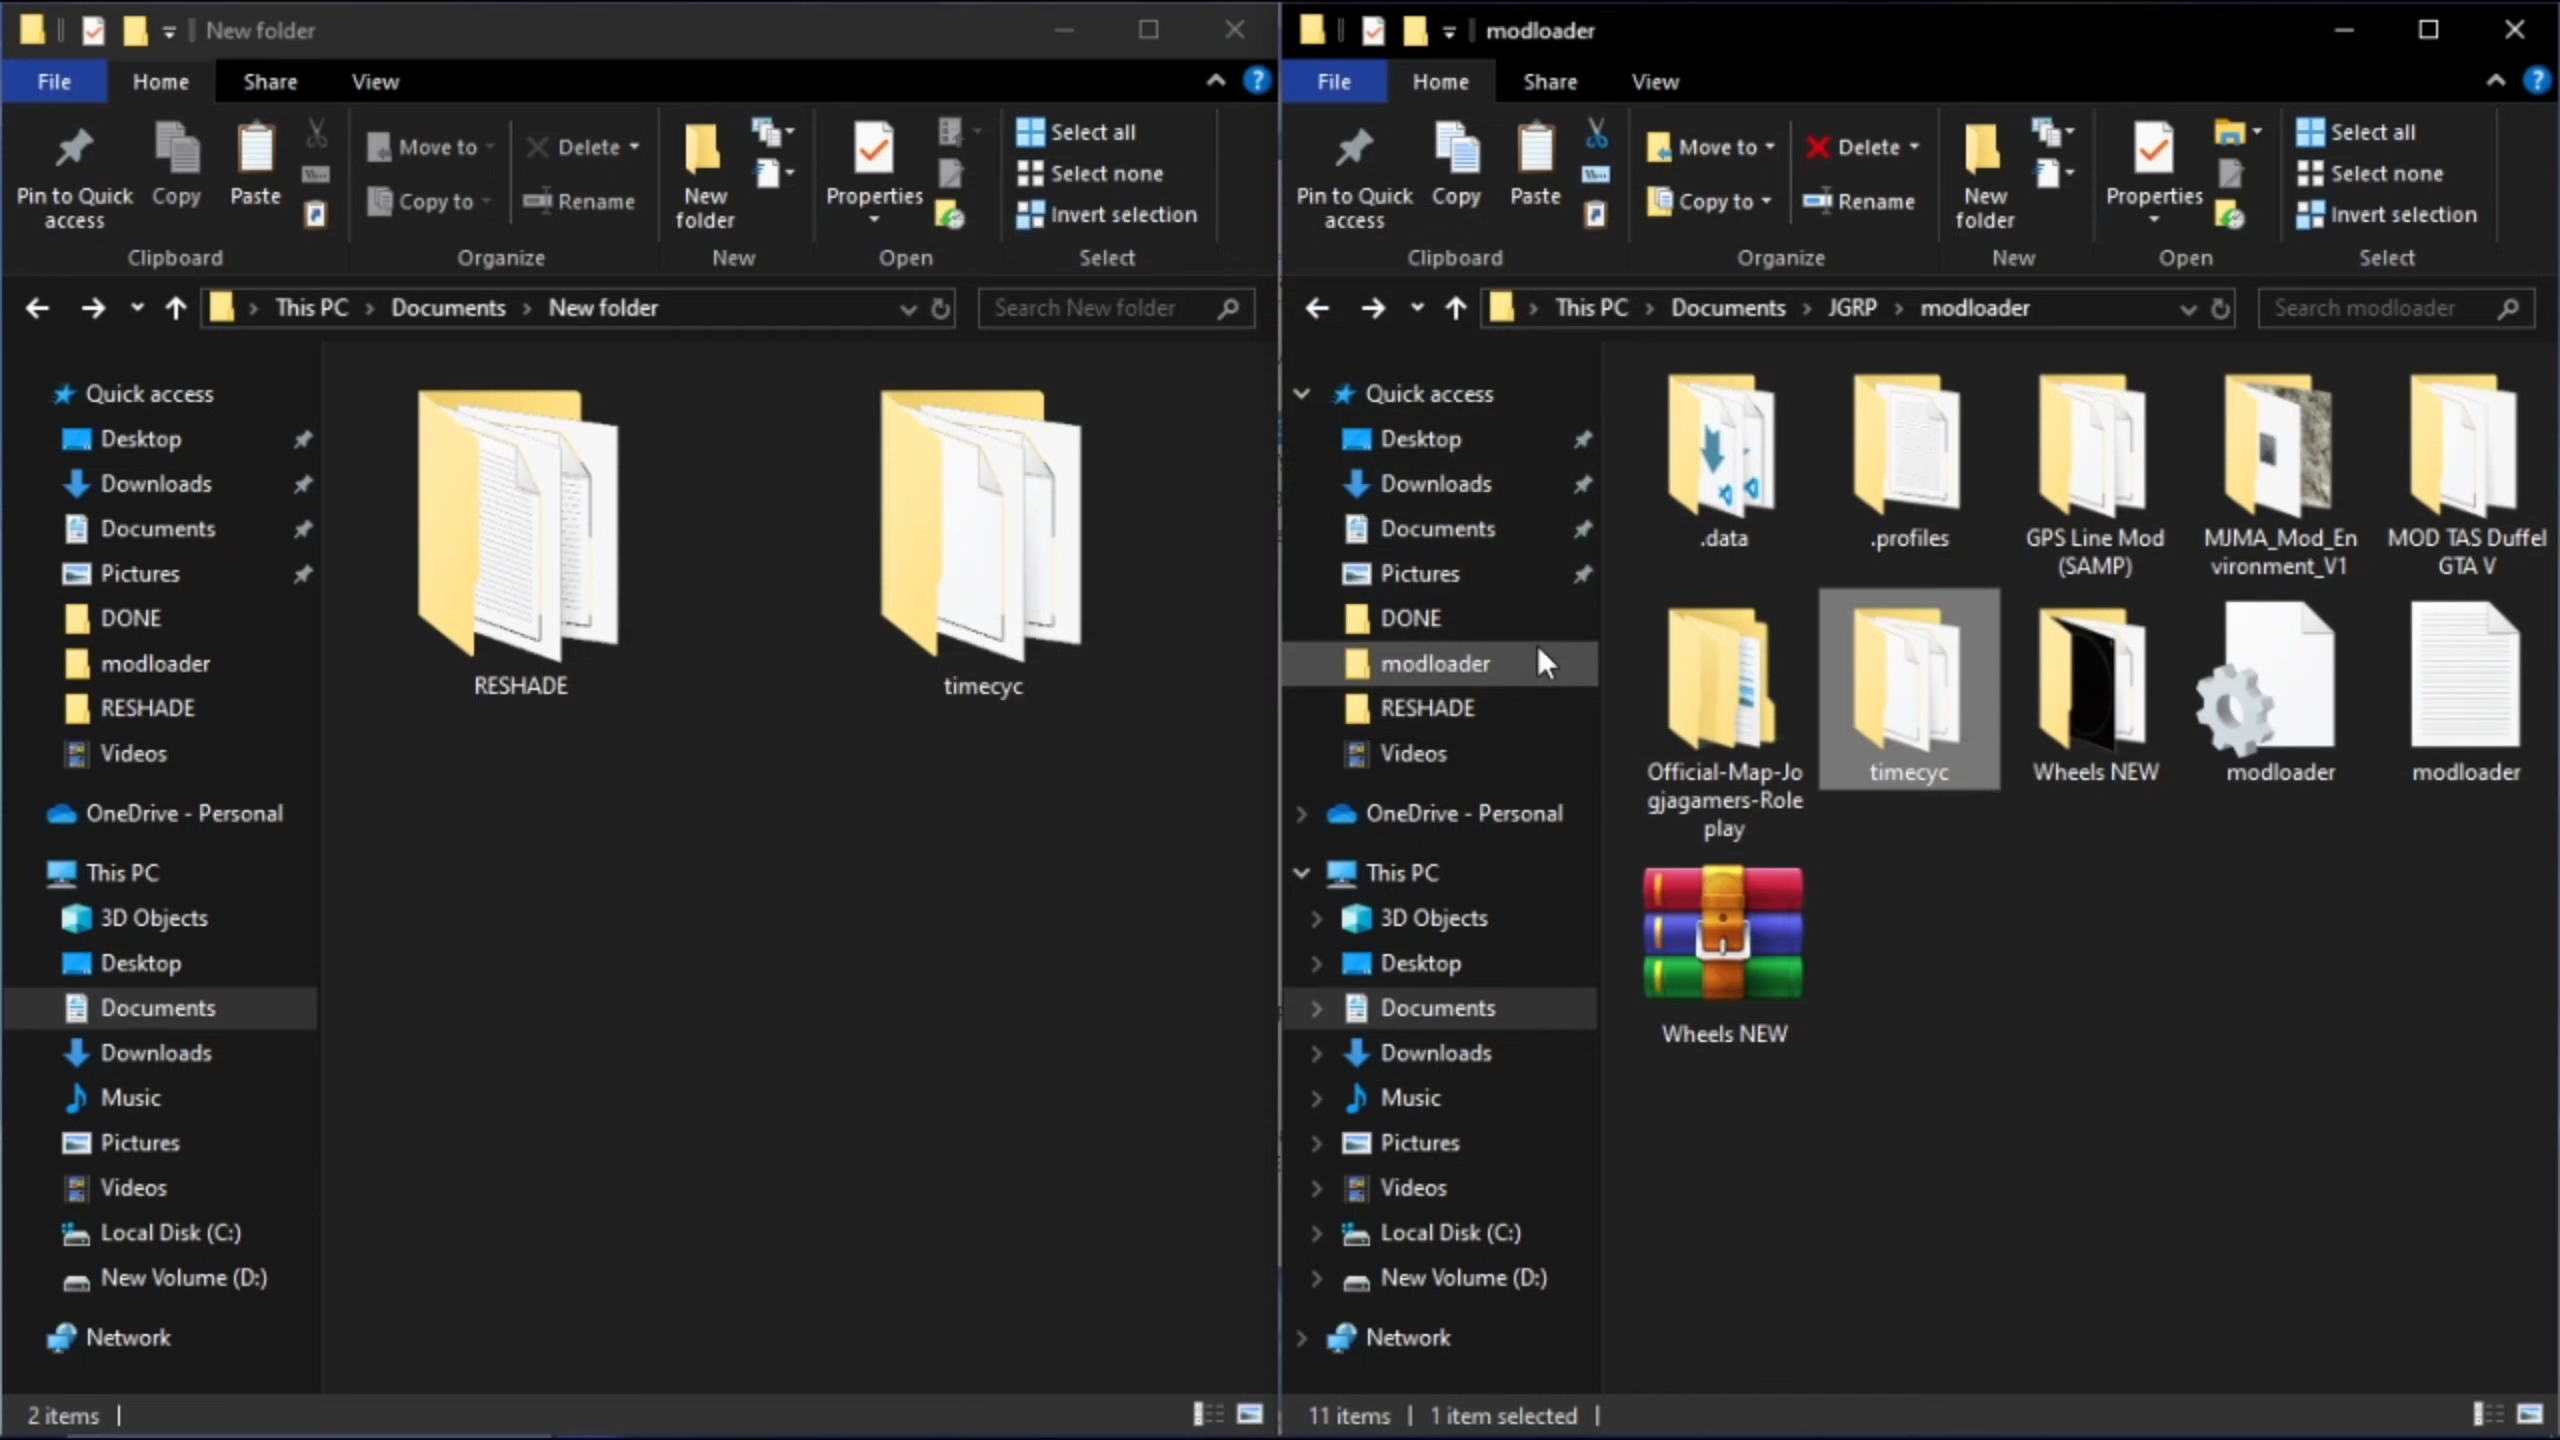 New folder
File Home Share View
Pin to Quick access
Copy
Paste
Clipboard
Move to
Copy to
Delete
Rename
Organize
New folder
New
Properties
Open
Select all
Select none
Invert selection
Select
This PC > Documents > New folder
Search New folder
Quick access
Desktop
Downloads
Documents
Pictures
DONE
modloader
RESHADE
Videos
OneDrive - Personal
This PC
3D Objects
Desktop
Documents
Downloads
Music
Pictures
Videos
Local Disk (C:)
New Volume (D:)
Network
RESHADE
timecyc
2 items
modloader
File Home Share View
Pin to Quick access
Copy
Paste
Clipboard
Move to
Copy to
Delete
Rename
Organize
New folder
New
Properties
Open
Select all
Select none
Invert selection
Select
This PC > Documents > JGRP > modloader
Search modloader
Quick access
Desktop
Downloads
Documents
Pictures
DONE
modloader
RESHADE
Videos
OneDrive - Personal
This PC
3D Objects
Desktop
Documents
Downloads
Music
Pictures
Videos
Local Disk (C:)
New Volume (D:)
Network
.data
.profiles
GPS Line Mod
(SAMP)
MJMA_Mod_En
vironment_V1
MOD TAS Duffel
GTA V
Official-Map-Jo
gjagamers-Role
play
timecyc
Wheels NEW
modloader
modloader
Wheels NEW
11 items
1 item selected